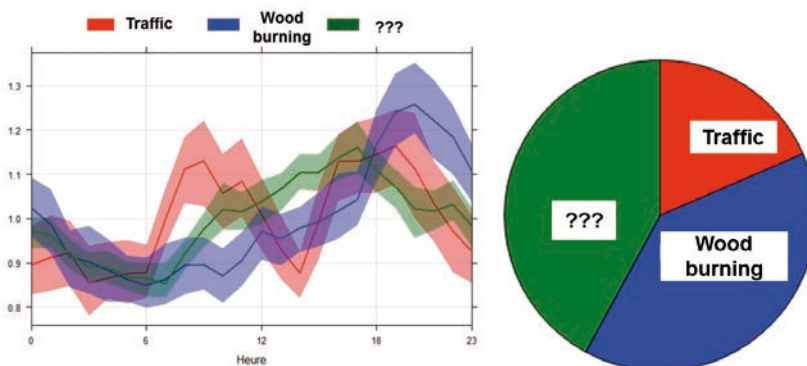 Traffic
Wood
burning
???
1.3
1.2
1.1
1.0
0.9
0.8
0
6
12
18
23
Heure
Traffic
???
Wood
burning